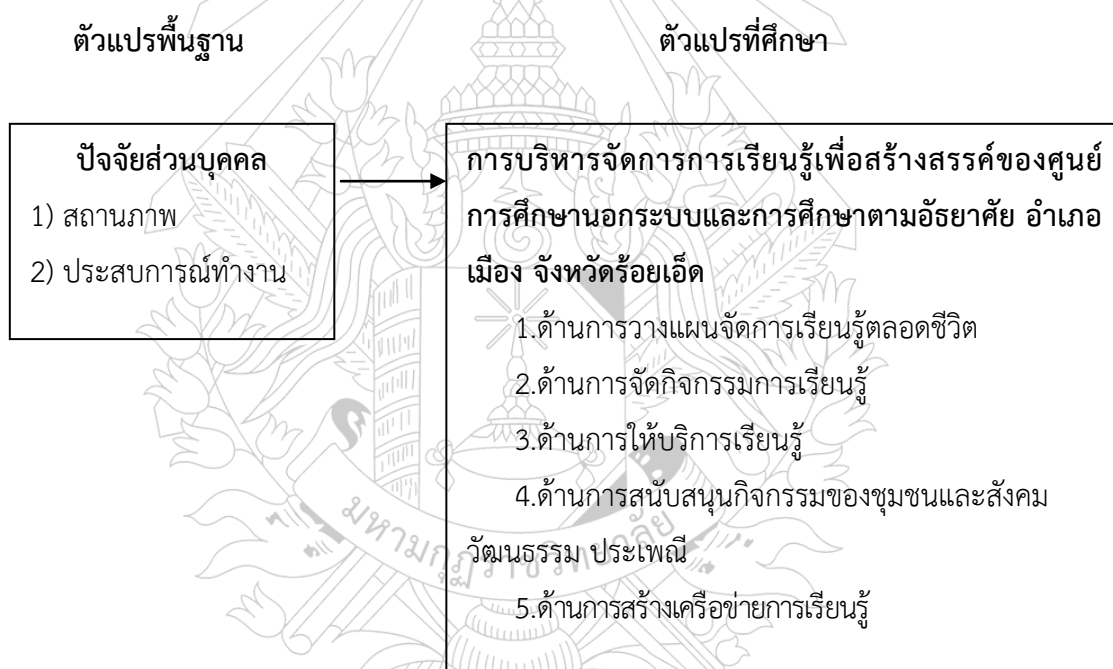 ตัวแปรพื้นฐาน
ตัวแปรที่ศึกษา
ปัจจัยส่วนบุคคล
1) สถานภาพ
2) ประสบการณ์ทำงาน
การบริหารจัดการการเรียนรู้เพื่อสร้างสรรค์ของศูนย์
การศึกษานอกระบบและการศึกษาตามอัธยาศัย อำเภอ
เมือง จังหวัดร้อยเอ็ด
1.ด้านการวางแผนจัดการเรียนรู้ตลอดชีวิต
2.ด้านการจัดกิจกรรมการเรียนรู้
3.ด้านการให้บริการเรียนรู้
4.ด้านการสนับสนุนกิจกรรมของชุมชนและสังคม
วัฒนธรรม ประเพณี
5.ด้านการสร้างเครือข่ายการเรียนรู้
มหามกุฏราชวิทยาลัย